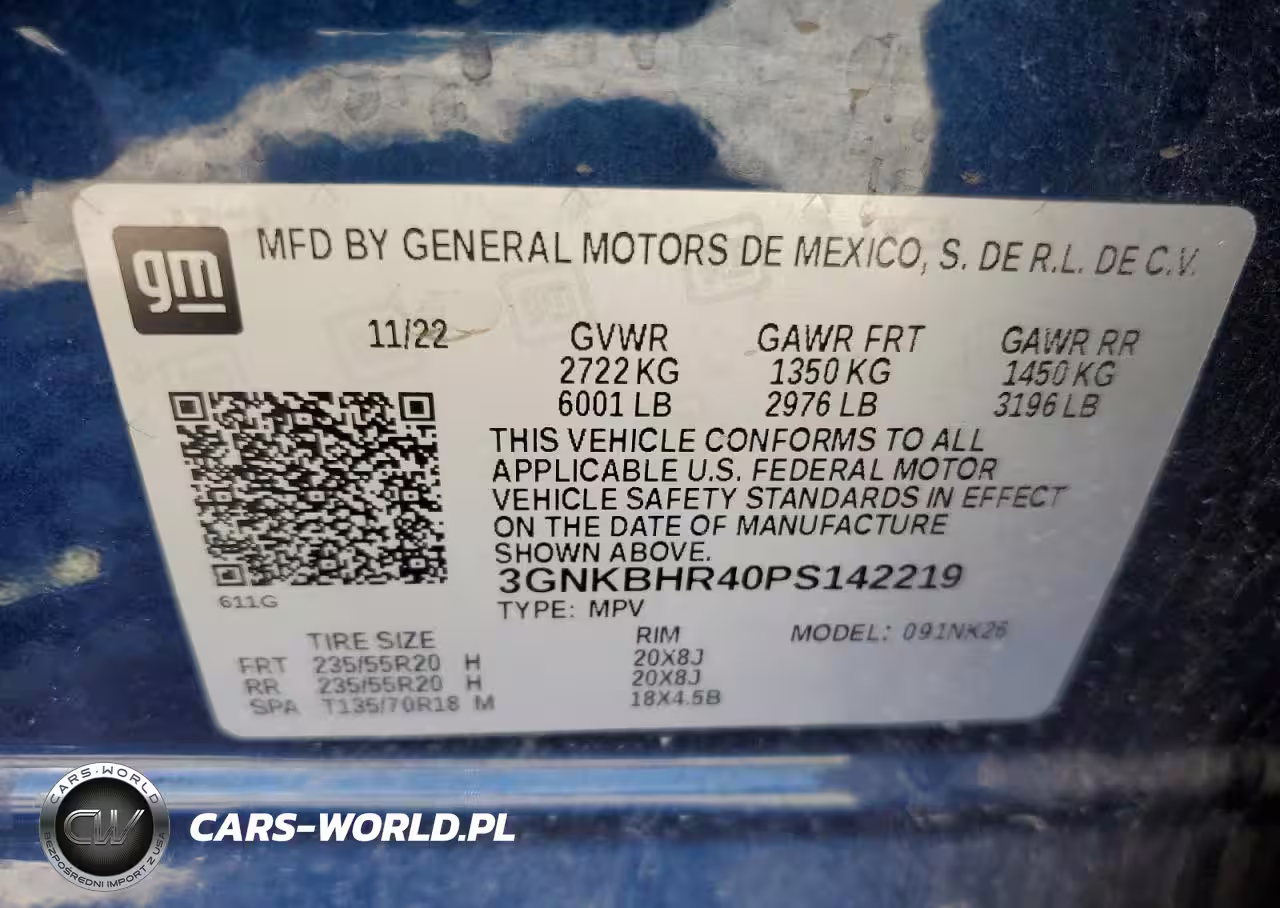 gm
MFD BY GENERAL MOTORS DE MEXICO, S. DE R.L. DE C.V.
11/22 GVWR GAWR FRT GAWR RR
2722 KG 1350 KG 1450 KG
6001 LB 2976 LB 3196 LB
THIS VEHICLE CONFORMS TO ALL
APPLICABLE U.S. FEDERAL MOTOR
VEHICLE SAFETY STANDARDS IN EFFECT
ON THE DATE OF MANUFACTURE
SHOWN ABOVE.
3GNKBHR40PS142219
611G
TYPE: MPV
TIRE SIZE RIM MODEL: 091NK26
FRT 235/55R20 H 20X8J
RR 235/55R20 H 20X8J
SPA T135/70R18 M 18X4.5B
CARS-WORLD
CW
BEZPOŚREDNI IMPORT Z USA
CARS-WORLD.PL